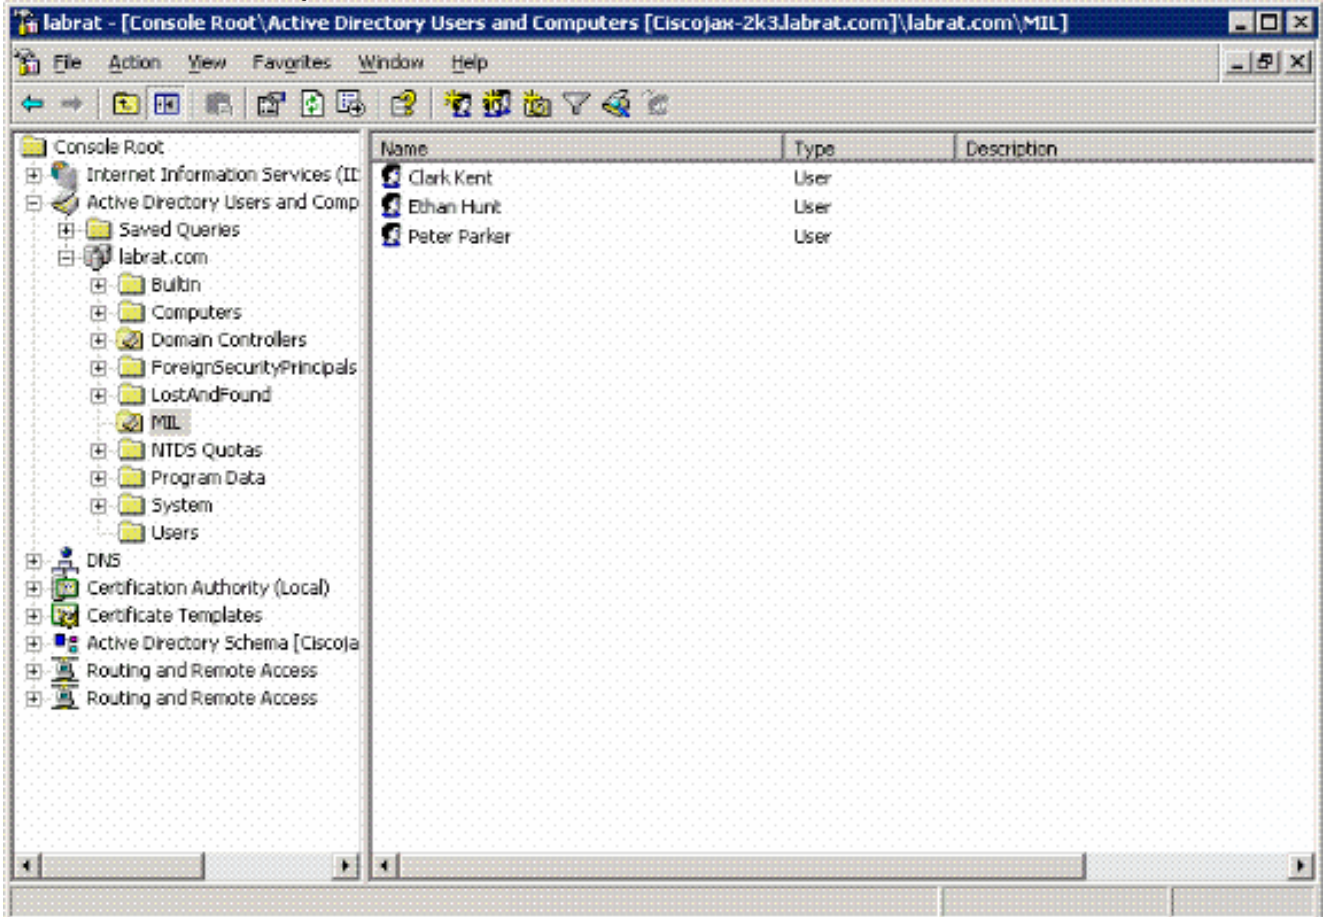 labrat - [Console Root\Active Directory Users and Computers [Ciscojax-2k3.labrat.com]\labrat.com\MIL]
File Action View Favorites Window Help
Console Root
Internet Information Services (II
Active Directory Users and Comp
Saved Queries
labrat.com
Builtin
Computers
Domain Controllers
ForeignSecurityPrincipals
LostAndFound
MIL
NTDS Quotas
Program Data
System
Users
DNS
Certification Authority (Local)
Certificate Templates
Active Directory Schema [Ciscoja
Routing and Remote Access
Routing and Remote Access
Name Type Description
Clark Kent User
Ethan Hunt User
Peter Parker User